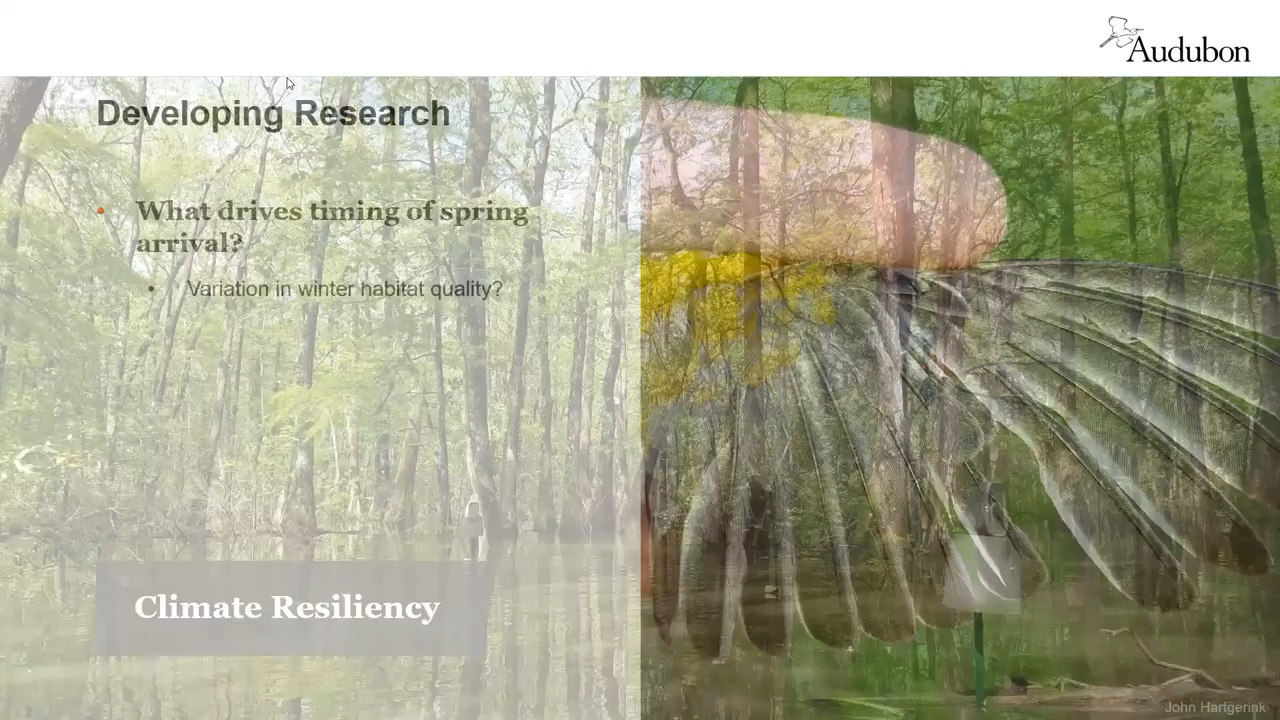 Audubon
Developing Research
• What drives timing of spring
arrival?
• Variation in winter habitat quality?
Climate Resiliency
John Hartgerink